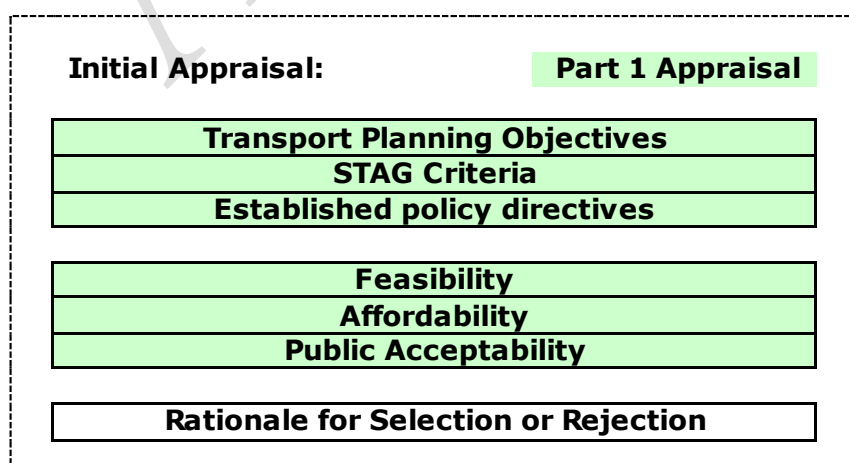 Initial Appraisal: Part 1 Appraisal
Transport Planning Objectives
STAG Criteria
Established policy directives
Feasibility
Affordability
Public Acceptability
Rationale for Selection or Rejection